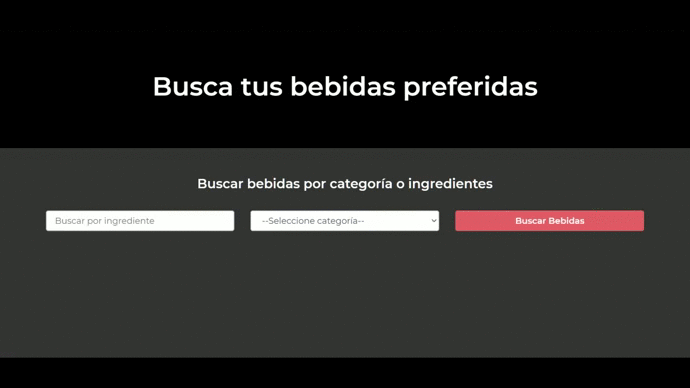 Busca tus bebidas preferidas
Buscar bebidas por categoría o ingredientes
Buscar por ingrediente
--Seleccione categoría--
Buscar Bebidas